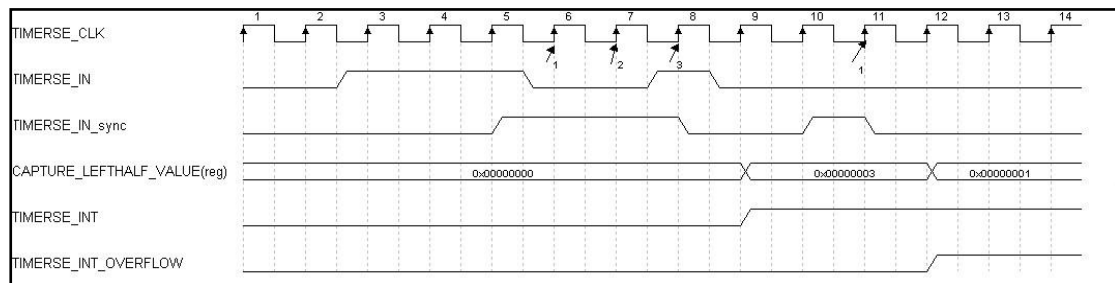 1 2 3 4 5 6 7 8 9 10 11 12 13 14
TIMERSE_CLK
1 2 3 1
TIMERSE_IN
TIMERSE_IN_sync
CAPTURE_LEFTHALF_VALUE(reg) 0x00000000 0x00000003 0x00000001
TIMERSE_INT
TIMERSE_INT_OVERFLOW